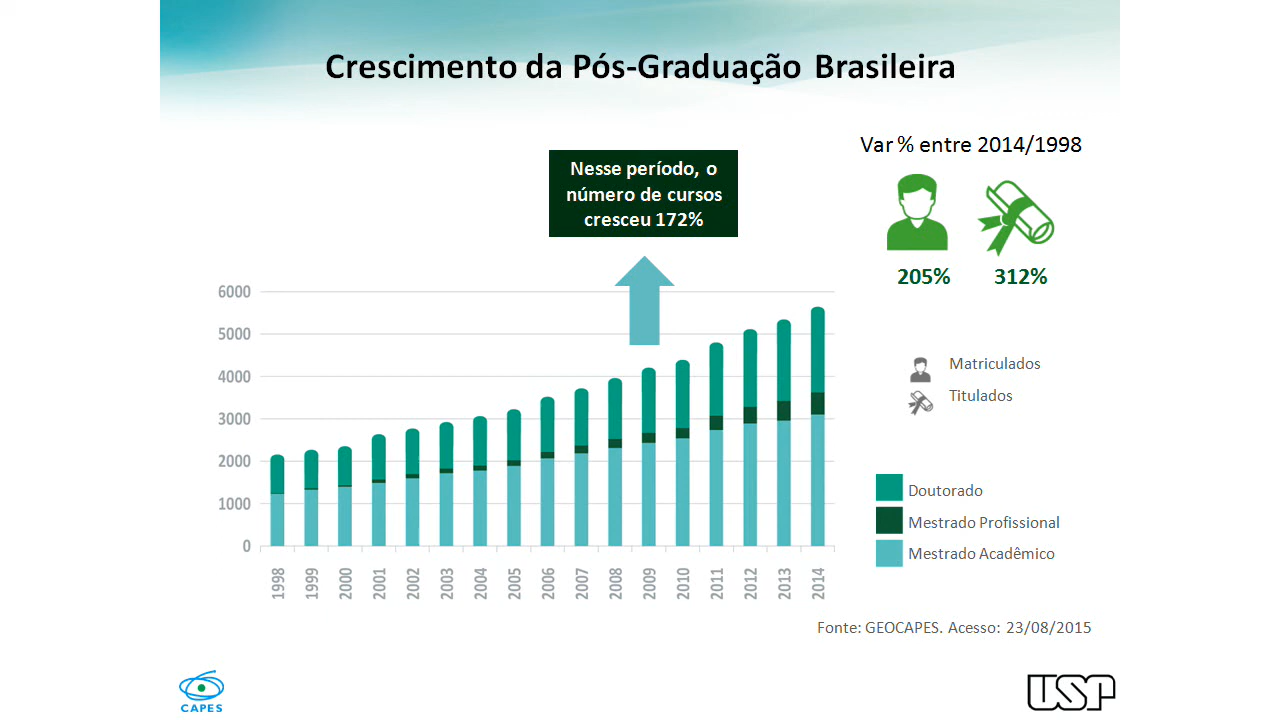 Crescimento da Pós-Graduação Brasileira
Nesse período, o
número de cursos
cresceu 172%
Var % entre 2014/1998
205%
312%
Matriculados
Titulados
6000
5000
4000
3000
2000
1000
0
1998
1999
2000
2001
2002
2003
2004
2005
2006
2007
2008
2009
2010
2011
2012
2013
2014
Doutorado
Mestrado Profissional
Mestrado Acadêmico
Fonte: GEOCAPES. Acesso: 23/08/2015
CAPES
USP